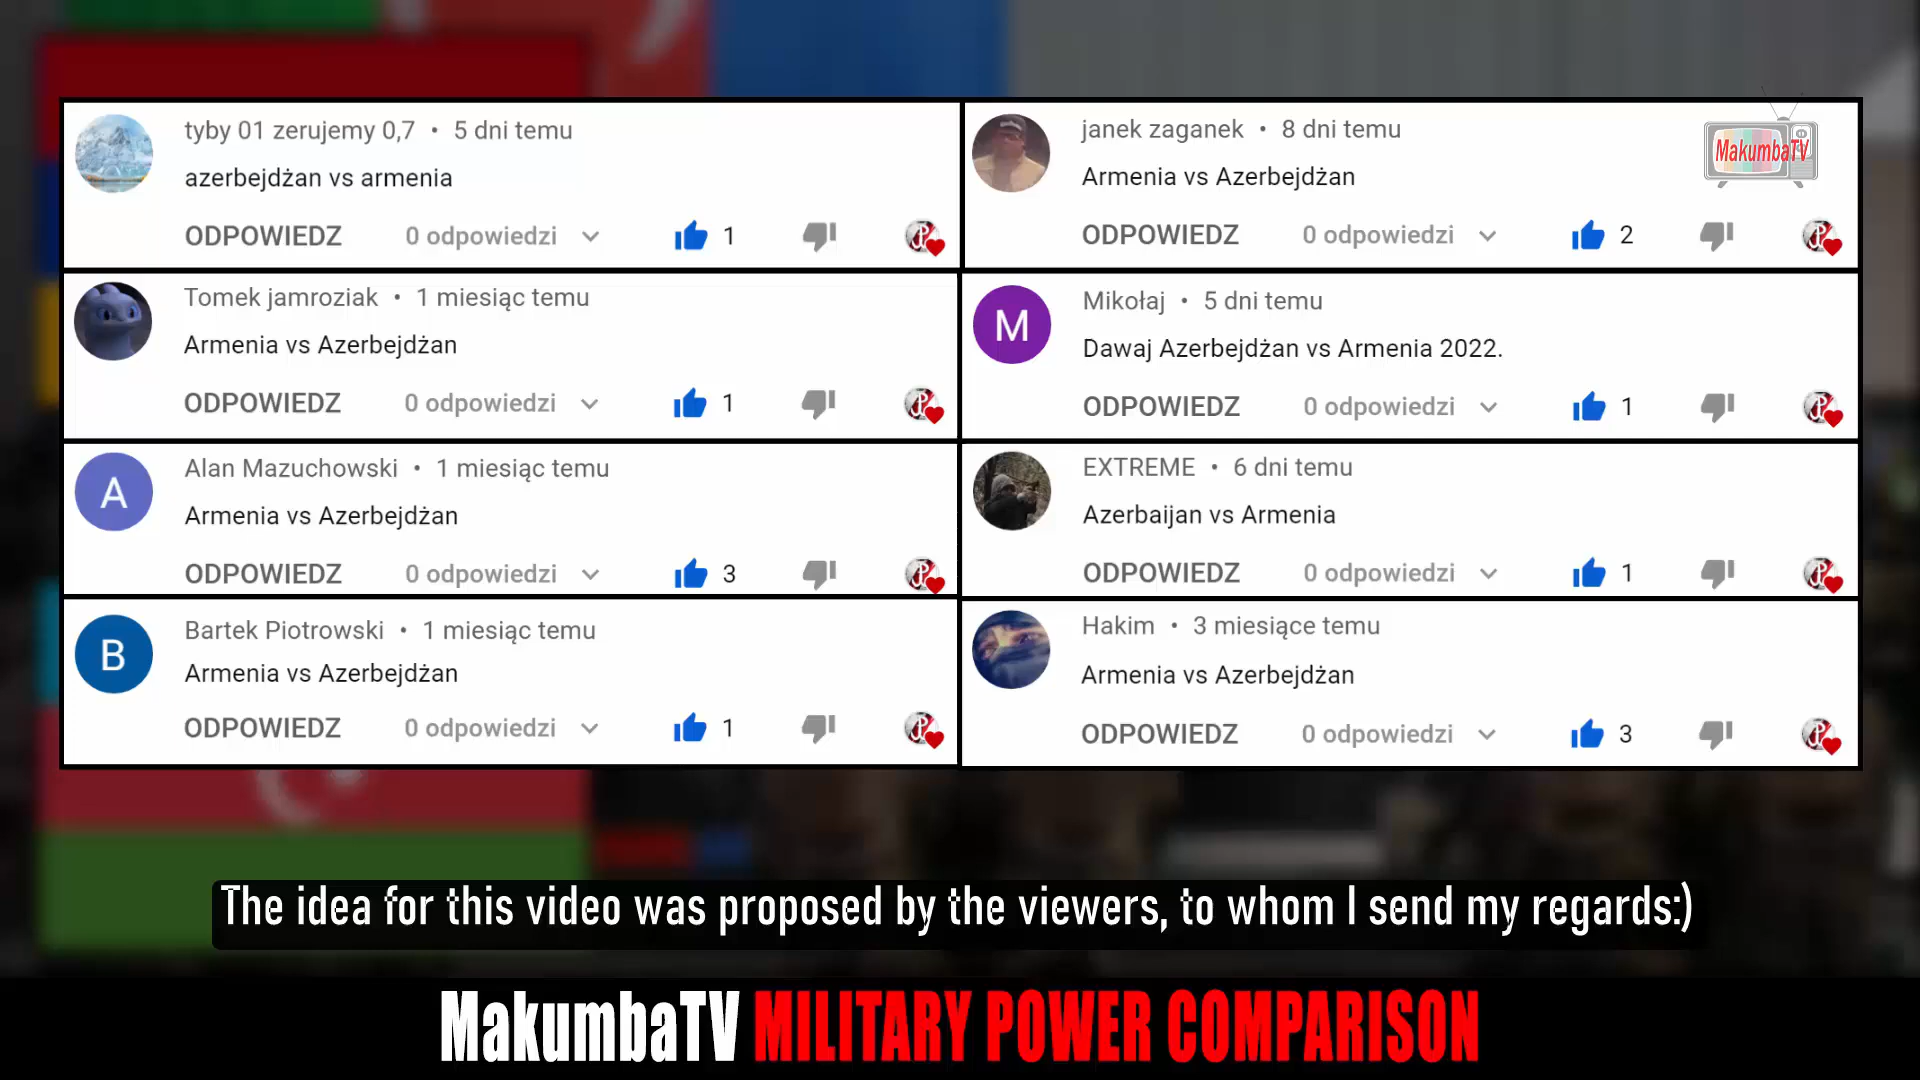 tyby 01 zerujemy 0,7 • 5 dni temu
azerbejdżan vs armenia
ODPOWIEDZ 0 odpowiedzi 1
janek zaganek • 8 dni temu
Armenia vs Azerbejdżan
ODPOWIEDZ 0 odpowiedzi 2
MakumbaTV
Tomek jamroziak • 1 miesiąc temu
Armenia vs Azerbejdżan
ODPOWIEDZ 0 odpowiedzi 1
M
Mikołaj • 5 dni temu
Dawaj Azerbejdżan vs Armenia 2022.
ODPOWIEDZ 0 odpowiedzi 1
A
Alan Mazuchowski • 1 miesiąc temu
Armenia vs Azerbejdżan
ODPOWIEDZ 0 odpowiedzi 3
EXTREME • 6 dni temu
Azerbaijan vs Armenia
ODPOWIEDZ 0 odpowiedzi 1
B
Bartek Piotrowski • 1 miesiąc temu
Armenia vs Azerbejdżan
ODPOWIEDZ 0 odpowiedzi 1
Hakim • 3 miesiące temu
Armenia vs Azerbejdżan
ODPOWIEDZ 0 odpowiedzi 3
The idea for this video was proposed by the viewers, to whom I send my regards:)
MakumbaTV MILITARY POWER COMPARISON